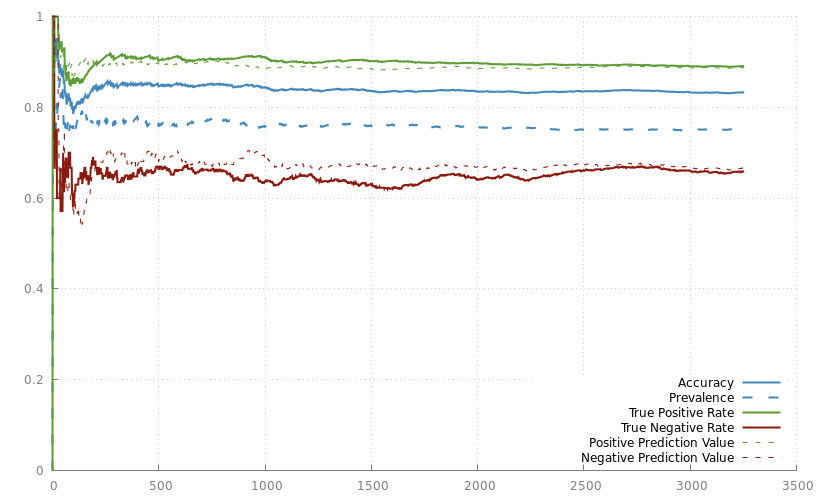 1
0.8
0.6
0.4
0.2
0
Accuracy
Prevalence
True Positive Rate
True Negative Rate
Positive Prediction Value
Negative Prediction Value
0 500 1000 1500 2000 2500 3000 3500